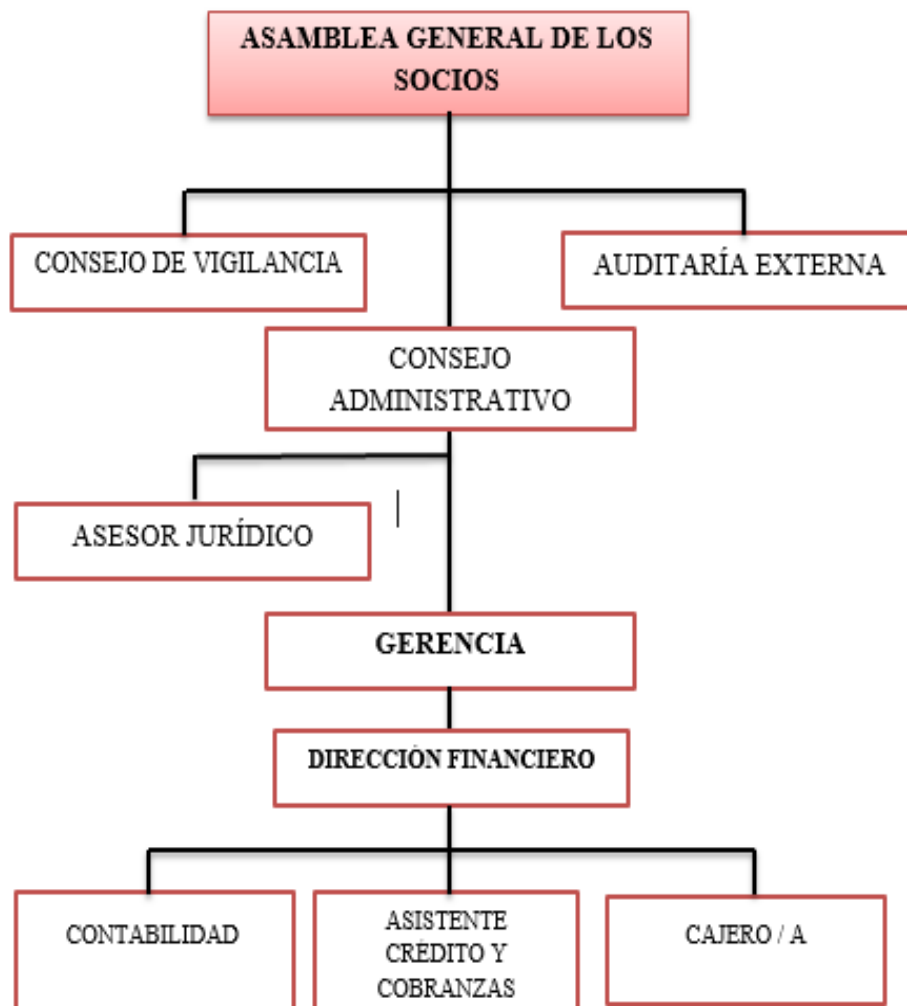 ASAMBLEA GENERAL DE LOS
SOCIOS
CONSEJO DE VIGILANCIA
AUDITARÍA EXTERNA
CONSEJO
ADMINISTRATIVO
ASESOR JURÍDICO
GERENCIA
DIRECCIÓN FINANCIERO
CONTABILIDAD
ASISTENTE
CRÉDITO Y
COBRANZAS
CAJERO / A